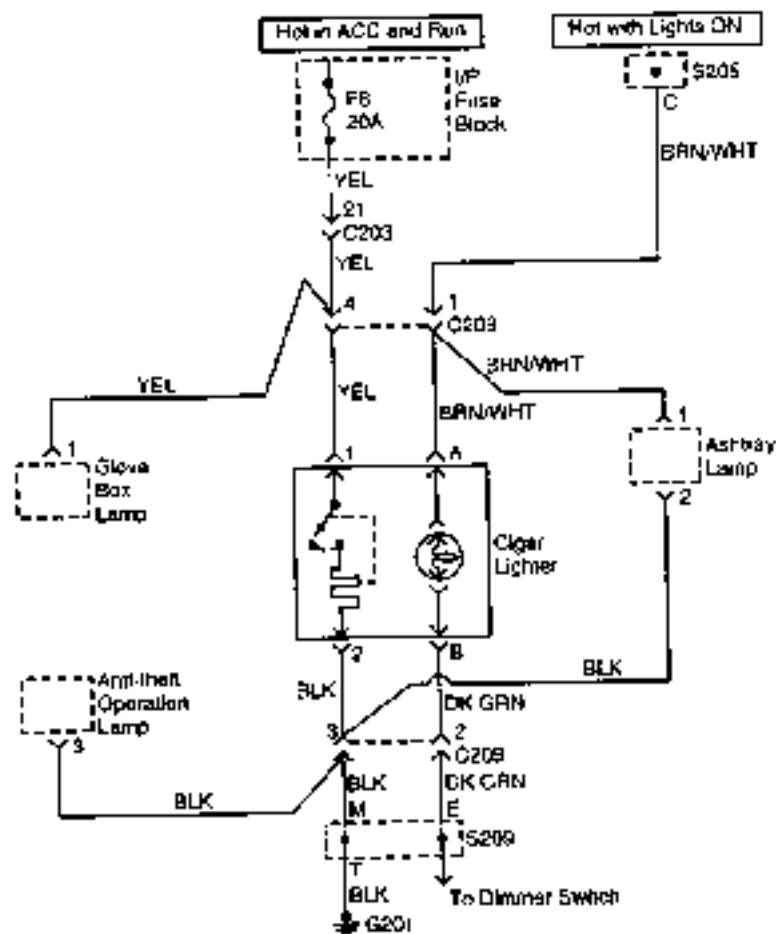 Hot in ACC and Run
Hot with Lights ON
I/P
Fuse
Block
F6
20A
S205
C
BRN/WHT
YEL
21
C203
YEL
4
1
C209
BRN/WHT
YEL
YEL
BRN/WHT
1
Glove
Box
Lamp
1
A
1
Ashtray
Lamp
2
Cigar
Lighter
2
B
BLK
BLK
DK GRN
Anti-theft
Operation
Lamp
3
3
2
C209
BLK
BLK
DK GRN
M
E
S209
T
BLK
To Dimmer Switch
G201